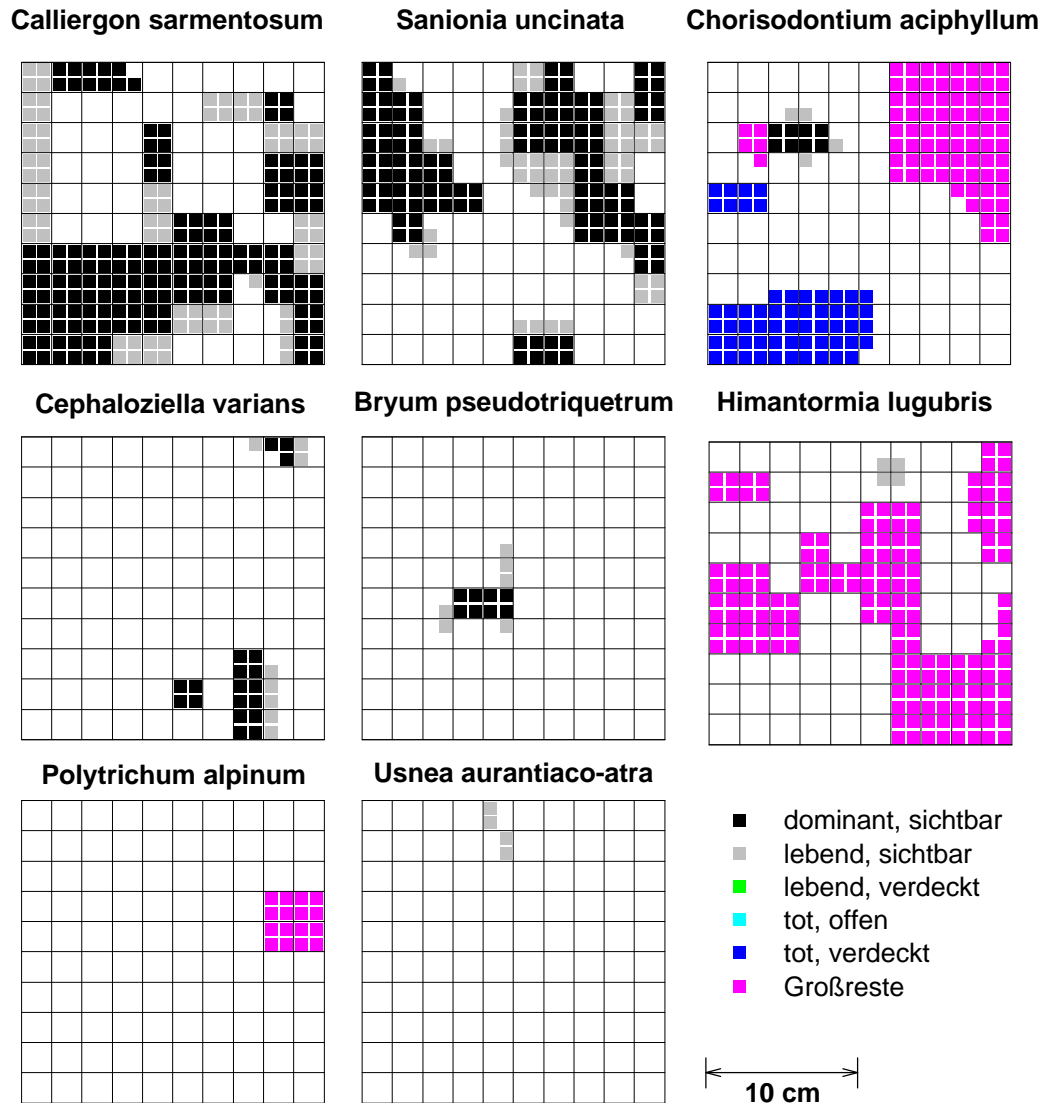 Calliergon sarmentosum
Sanionia uncinata
Chorisodontium aciphyllum
Cephaloziella varians
Bryum pseudotriquetrum
Himantormia lugubris
Polytrichum alpinum
Usnea aurantiaco-atra
dominant, sichtbar
lebend, sichtbar
lebend, verdeckt
tot, offen
tot, verdeckt
Großreste
10 cm